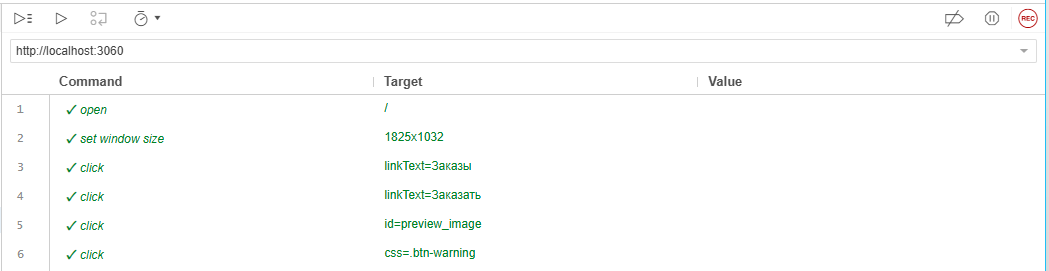 REC
http://localhost:3060
Command Target Value
1 ✓ open /
2 ✓ set window size 1825x1032
3 ✓ click linkText=Заказы
4 ✓ click linkText=Заказать
5 ✓ click id=preview_image
6 ✓ click css=.btn-warning